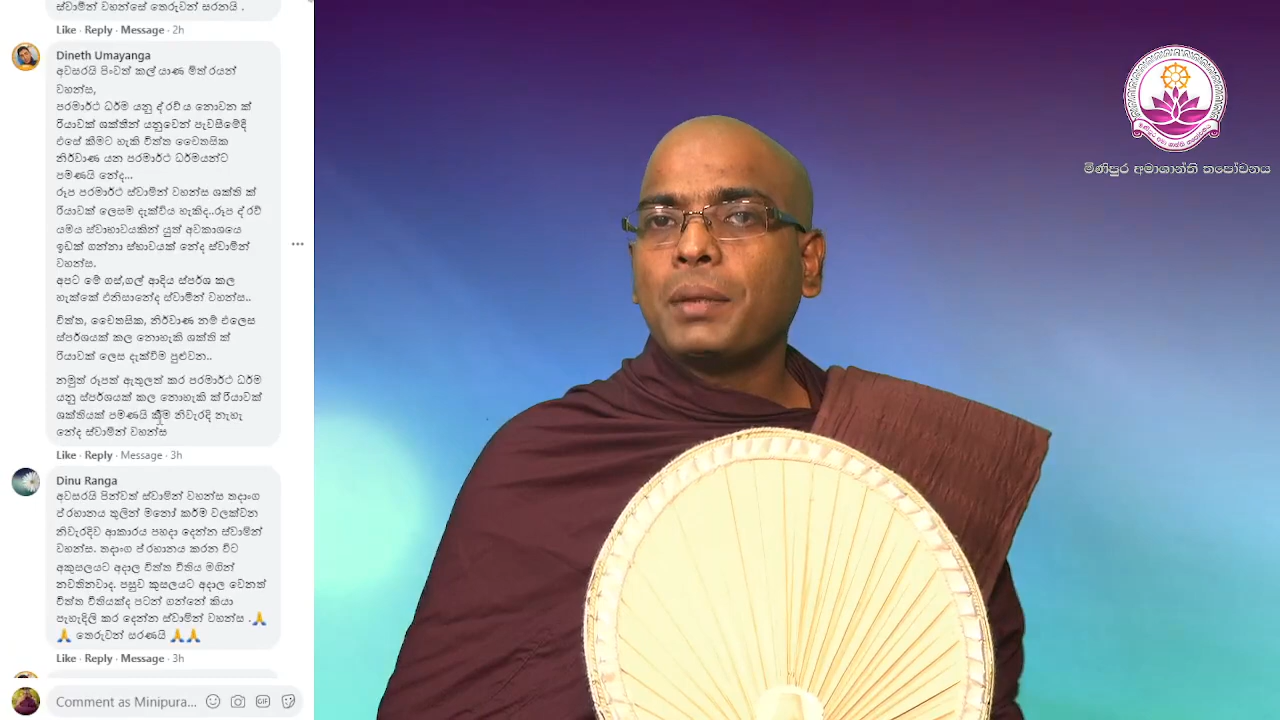 ස්වාමින් වහන්සේ තෙරුවන් සරනයි .
Like · Reply · Message · 2h
Dineth Umayanga
අවසරයි පිංවත් කල් යාණ මිත් රයන්
වහන්ස,
පරමාර්ථ ධර්ම යනු ද් රව් ය නොවන ක්
රියාවක් ශක්තින් යනුවෙන් පැවසීමේදී
එසේ කීමට හැකි චිත්ත චෛතසික
නිර්වාණ යන පරමාර්ථ ධර්මයන්ට
පමණයි නේද...
රූප පරමාර්ථ ස්වාමින් වහන්ස ශක්ති ක්
රියාවක් ලෙසම දැක්විය හැකිද..රූප ද් රව්
යමය ස්වාභාවයකින් යුත් අවකාශයෙ
ඉඩක් ගන්නා ස්භාවයක් නේද ස්වාමින්
වහන්ස.
අපට මේ ගස්,ගල් ආදිය ස්පර්ශ කල
හැක්කේ එනිසානේද ස්වාමින් වහන්ස..
චිත්ත, චෛතසික, නිර්වාණ නම් එලෙස
ස්පර්ශයක් කල නොහැකි ශක්ති ක්
රියාවක් ලෙස දැක්වීම පුළුවන..
නමුත් රූපත් ඇතුලත් කර පරමාර්ථ ධර්ම
යනු ස්පර්ශයක් කල නොහැකි ක් රියාවක්
ශක්තියක් පමණයි කීීම නිවැරදි නැහැ
නේද ස්වාමින් වහන්ස
Like · Reply · Message · 3h
Dinu Ranga
අවසරයි පින්වත් ස්වාමින් වහන්ස තදාංග
ප් රහානය තුලින් මනෝ කර්ම වලක්වන
නිවැරදිව ආකාරය පහදා දෙන්න ස්වාමින්
වහන්ස. තදාංග ප් රහානය කරන විට
අකුසලයට අදාල චිත්ත විතිය මගින්
නවතිනවාද. පසුව කුසලයට අදාල වෙනත්
චිත්ත විතියක්ද පටන් ගන්නේ කියා
පැහැදිලි කර දෙන්න ස්වාමින් වහන්ස .🙏
🙏 තෙරුවන් සරණයි 🙏🙏
Like · Reply · Message · 3h
Comment as Minipura...
මිණිපුර අමාශාන්ති තපෝවනය